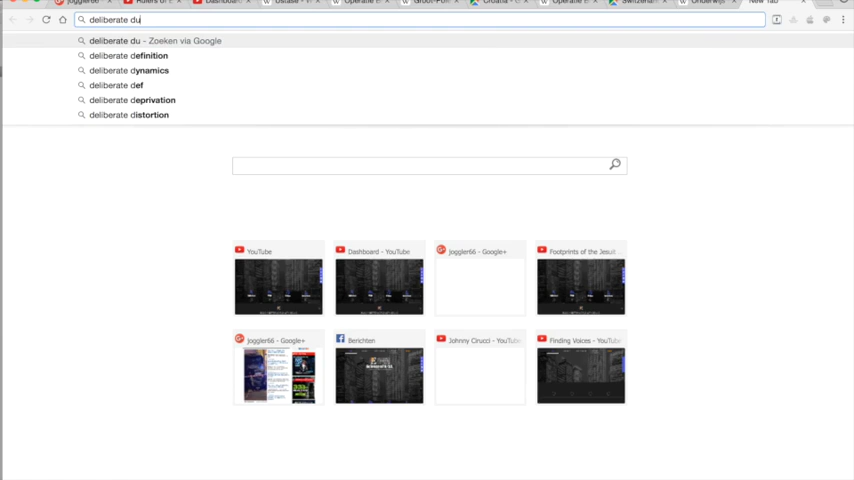 joggler66 -
Rulers of
Dashboard
Ustaše -
Operatie
Groot-
Croatia -
Operatie
Switzerland
Onderwijs
New Tab
deliberate du
deliberate du - Zoeken via Google
deliberate definition
deliberate dynamics
deliberate def
deliberate deprivation
deliberate distortion
YouTube
Dashboard - YouTube
joggler66 - Google+
Footprints of the Jesuit
joggler66 - Google+
Berichten
Johnny Cirucci - YouTube
Finding Voices - YouTube